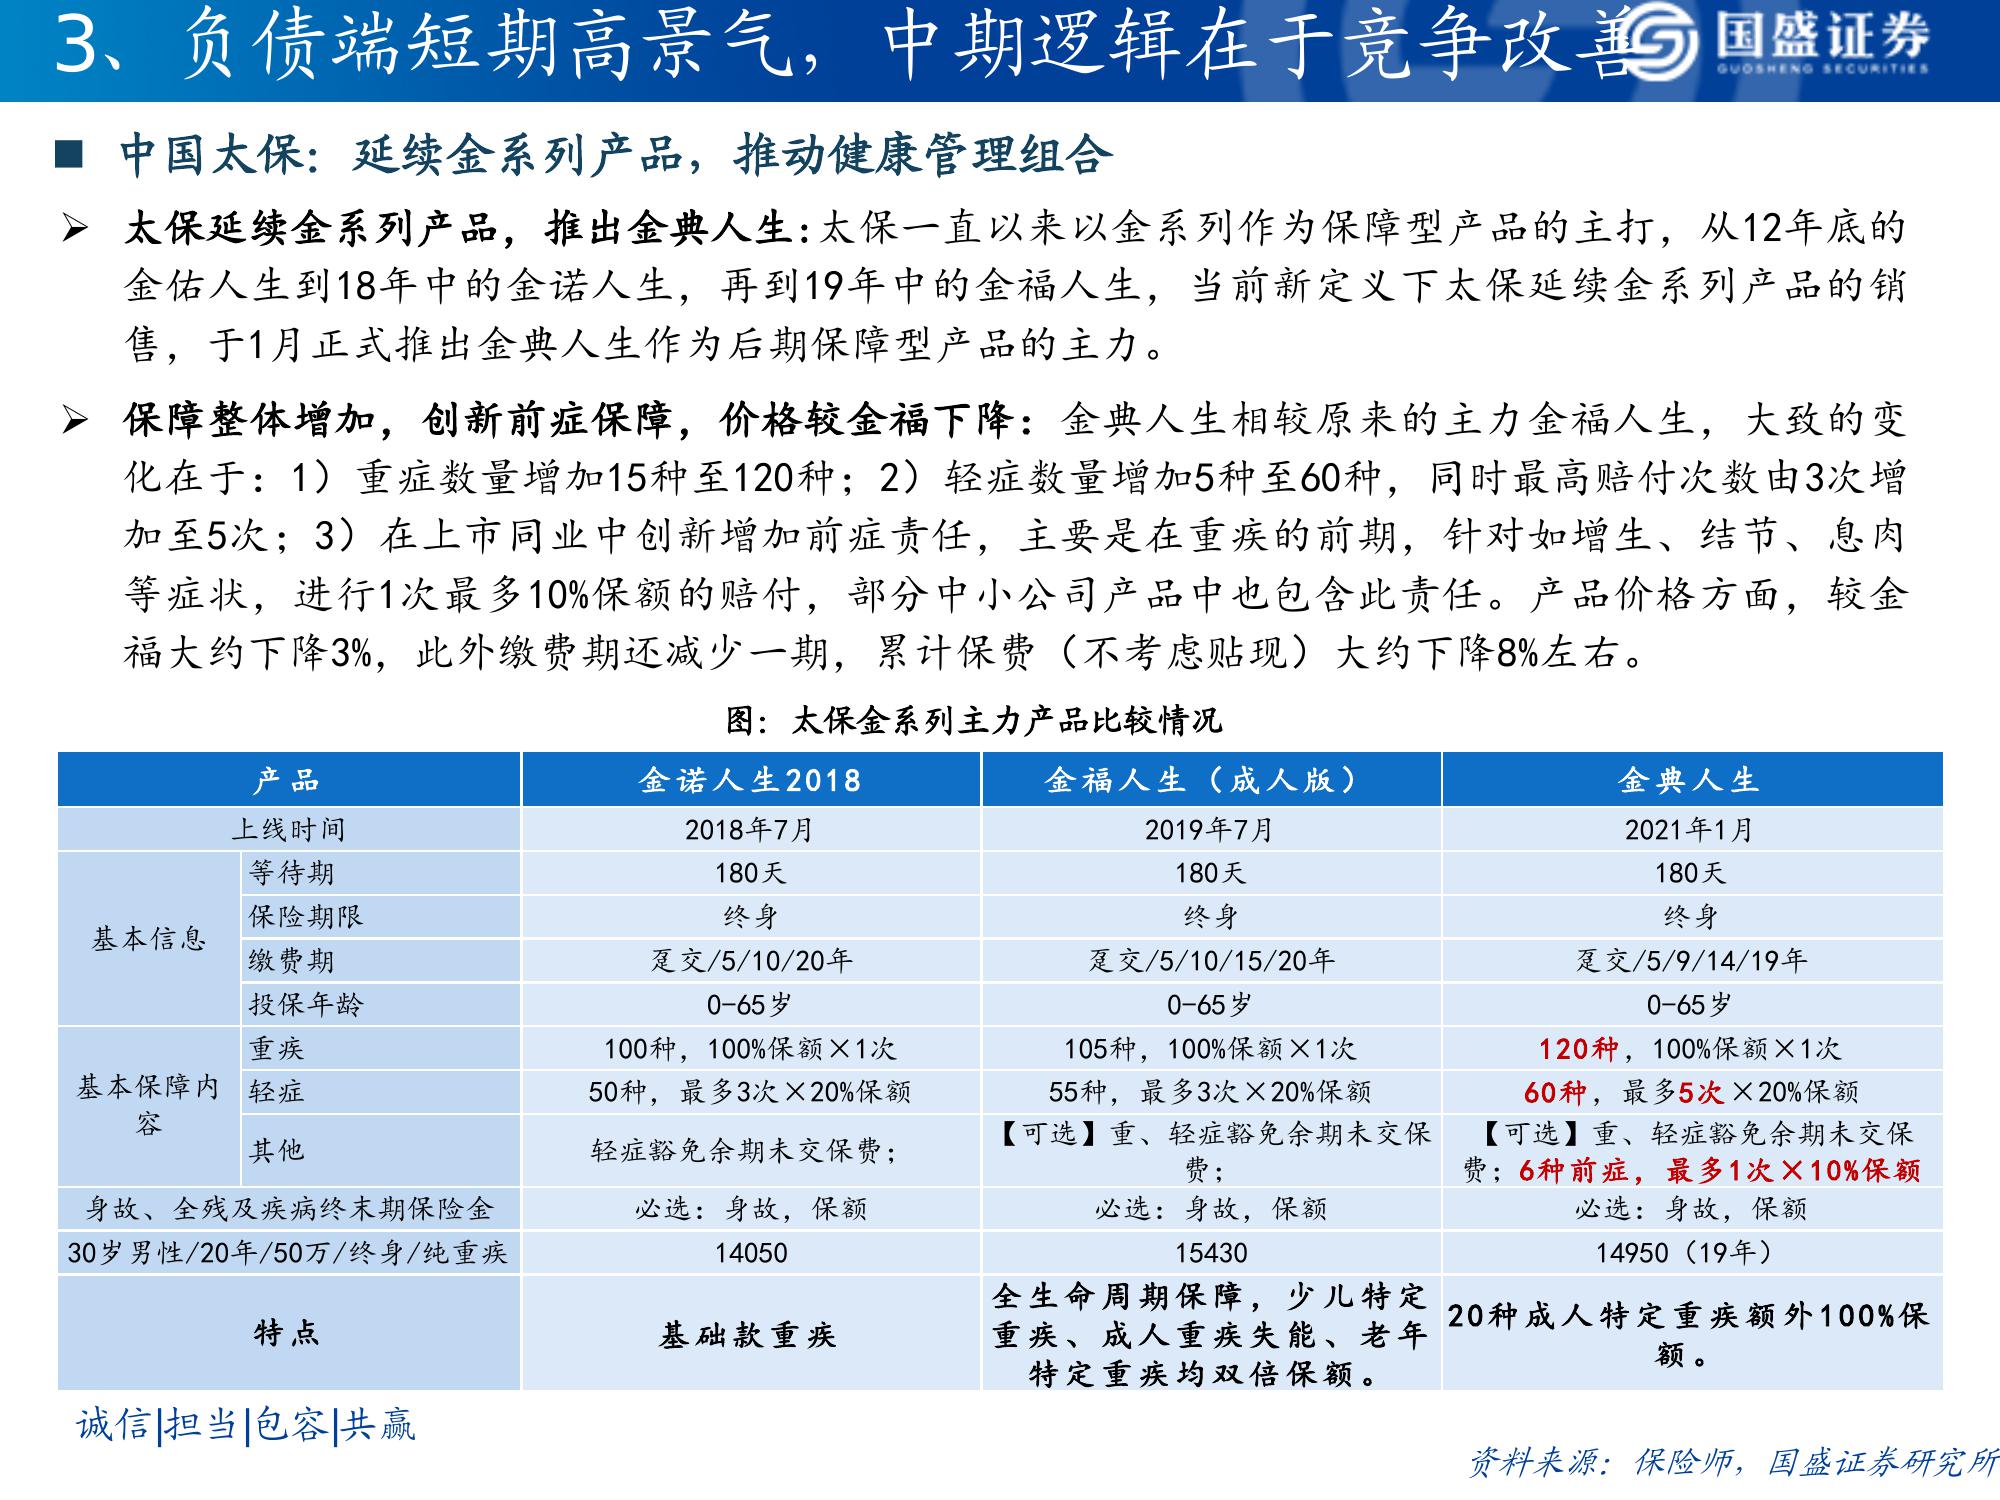 3、负债端短期高景气，中期逻辑在于竞争改善
国盛证券
GUOSHENG SECURITIES
■ 中国太保：延续金系列产品，推动健康管理组合
➢ 太保延续金系列产品，推出金典人生:太保一直以来以金系列作为保障型产品的主打，从12年底的
金佑人生到18年中的金诺人生，再到19年中的金福人生，当前新定义下太保延续金系列产品的销
售，于1月正式推出金典人生作为后期保障型产品的主力。
➢ 保障整体增加，创新前症保障，价格较金福下降：金典人生相较原来的主力金福人生，大致的变
化在于：1）重症数量增加15种至120种；2）轻症数量增加5种至60种，同时最高赔付次数由3次增
加至5次；3）在上市同业中创新增加前症责任，主要是在重疾的前期，针对如增生、结节、息肉
等症状，进行1次最多10%保额的赔付，部分中小公司产品中也包含此责任。产品价格方面，较金
福大约下降3%，此外缴费期还减少一期，累计保费（不考虑贴现）大约下降8%左右。
图：太保金系列主力产品比较情况
产品 金诺人生2018 金福人生（成人版） 金典人生
上线时间 2018年7月 2019年7月 2021年1月
基本信息
等待期 180天 180天 180天
保险期限 终身 终身 终身
缴费期 趸交/5/10/20年 趸交/5/10/15/20年 趸交/5/9/14/19年
投保年龄 0-65岁 0-65岁 0-65岁
基本保障内
容
重疾 100种，100%保额×1次 105种，100%保额×1次 120种，100%保额×1次
轻症 50种，最多3次×20%保额 55种，最多3次×20%保额 60种，最多5次×20%保额
其他 轻症豁免余期未交保费；
【可选】重、轻症豁免余期未交保
费；
【可选】重、轻症豁免余期未交保
费；6种前症，最多1次×10%保额
身故、全残及疾病终末期保险金 必选：身故，保额 必选：身故，保额 必选：身故，保额
30岁男性/20年/50万/终身/纯重疾 14050 15430 14950（19年）
特点 基础款重疾
全生命周期保障，少儿特定
重疾、成人重疾失能、老年
特定重疾均双倍保额。
20种成人特定重疾额外100%保
额。
诚信|担当|包容|共赢
资料来源：保险师，国盛证券研究所